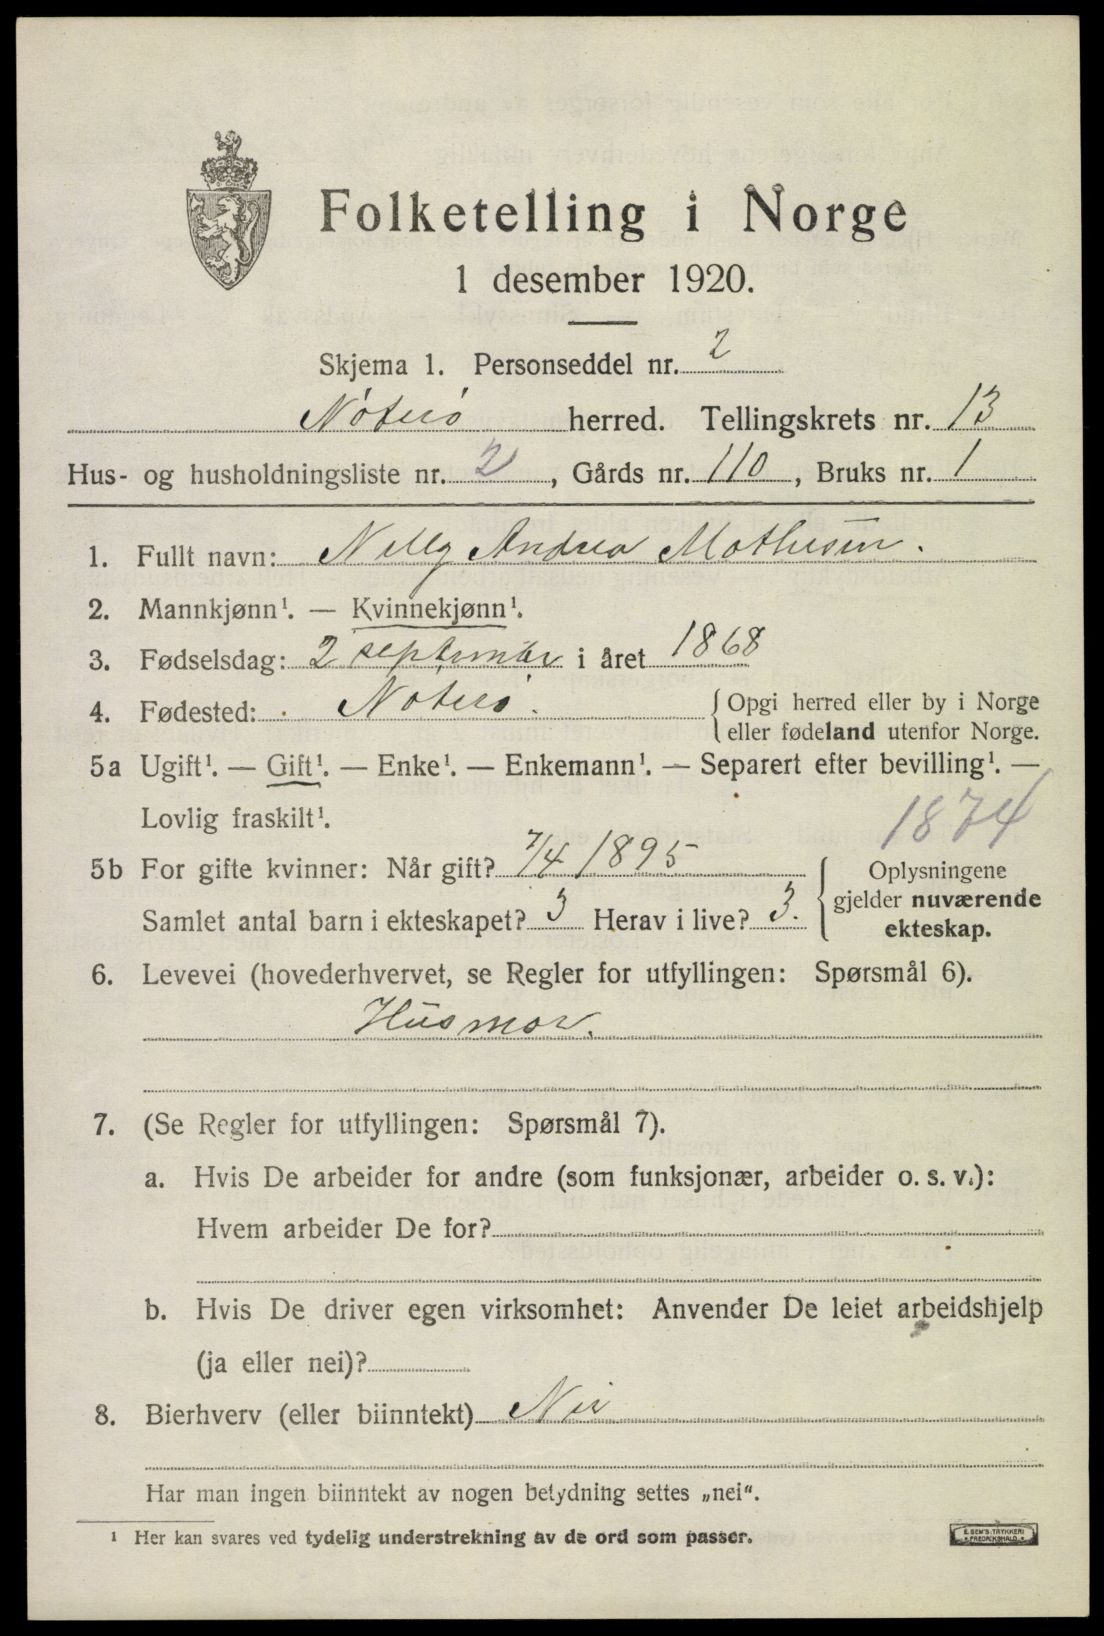 Folketelling i Norge
1 desember 1920.
Skjema 1. Personseddel nr. 2
Nøterø herred. Tellingskrets nr. 13
Hus- og husholdningsliste nr. 2, Gårds nr. 110, Bruks nr. 1
1. Fullt navn: Nelly Andrea Mathisen.
2. Mannkjønn¹. — Kvinnekjønn¹.
3. Fødselsdag: 2 september i året 1868
4. Fødested: Nøterø. Opgi herred eller by i Norge
eller fødeland utenfor Norge.
5a Ugift¹. — Gift¹. — Enke¹. — Enkemann¹. — Separert efter bevilling¹. —
Lovlig fraskilt¹. 1874
5b For gifte kvinner: Når gift? 7/4 1895 Oplysningene
gjelder nuværende
Samlet antal barn i ekteskapet? 3 Herav i live? 3. ekteskap.
6. Levevei (hovederhvervet, se Regler for utfyllingen: Spørsmål 6).
Husmor.
7. (Se Regler for utfyllingen: Spørsmål 7).
a. Hvis De arbeider for andre (som funksjonær, arbeider o. s. v.):
Hvem arbeider De for?
b. Hvis De driver egen virksomhet: Anvender De leiet arbeidshjelp
(ja eller nei)?
8. Bierhverv (eller biinntekt) Nei
Har man ingen biinntekt av nogen betydning settes „nei“.
¹ Her kan svares ved tydelig understrekning av de ord som passer.
E. SEM'S TRYKKERI
FREDRIKSHALD